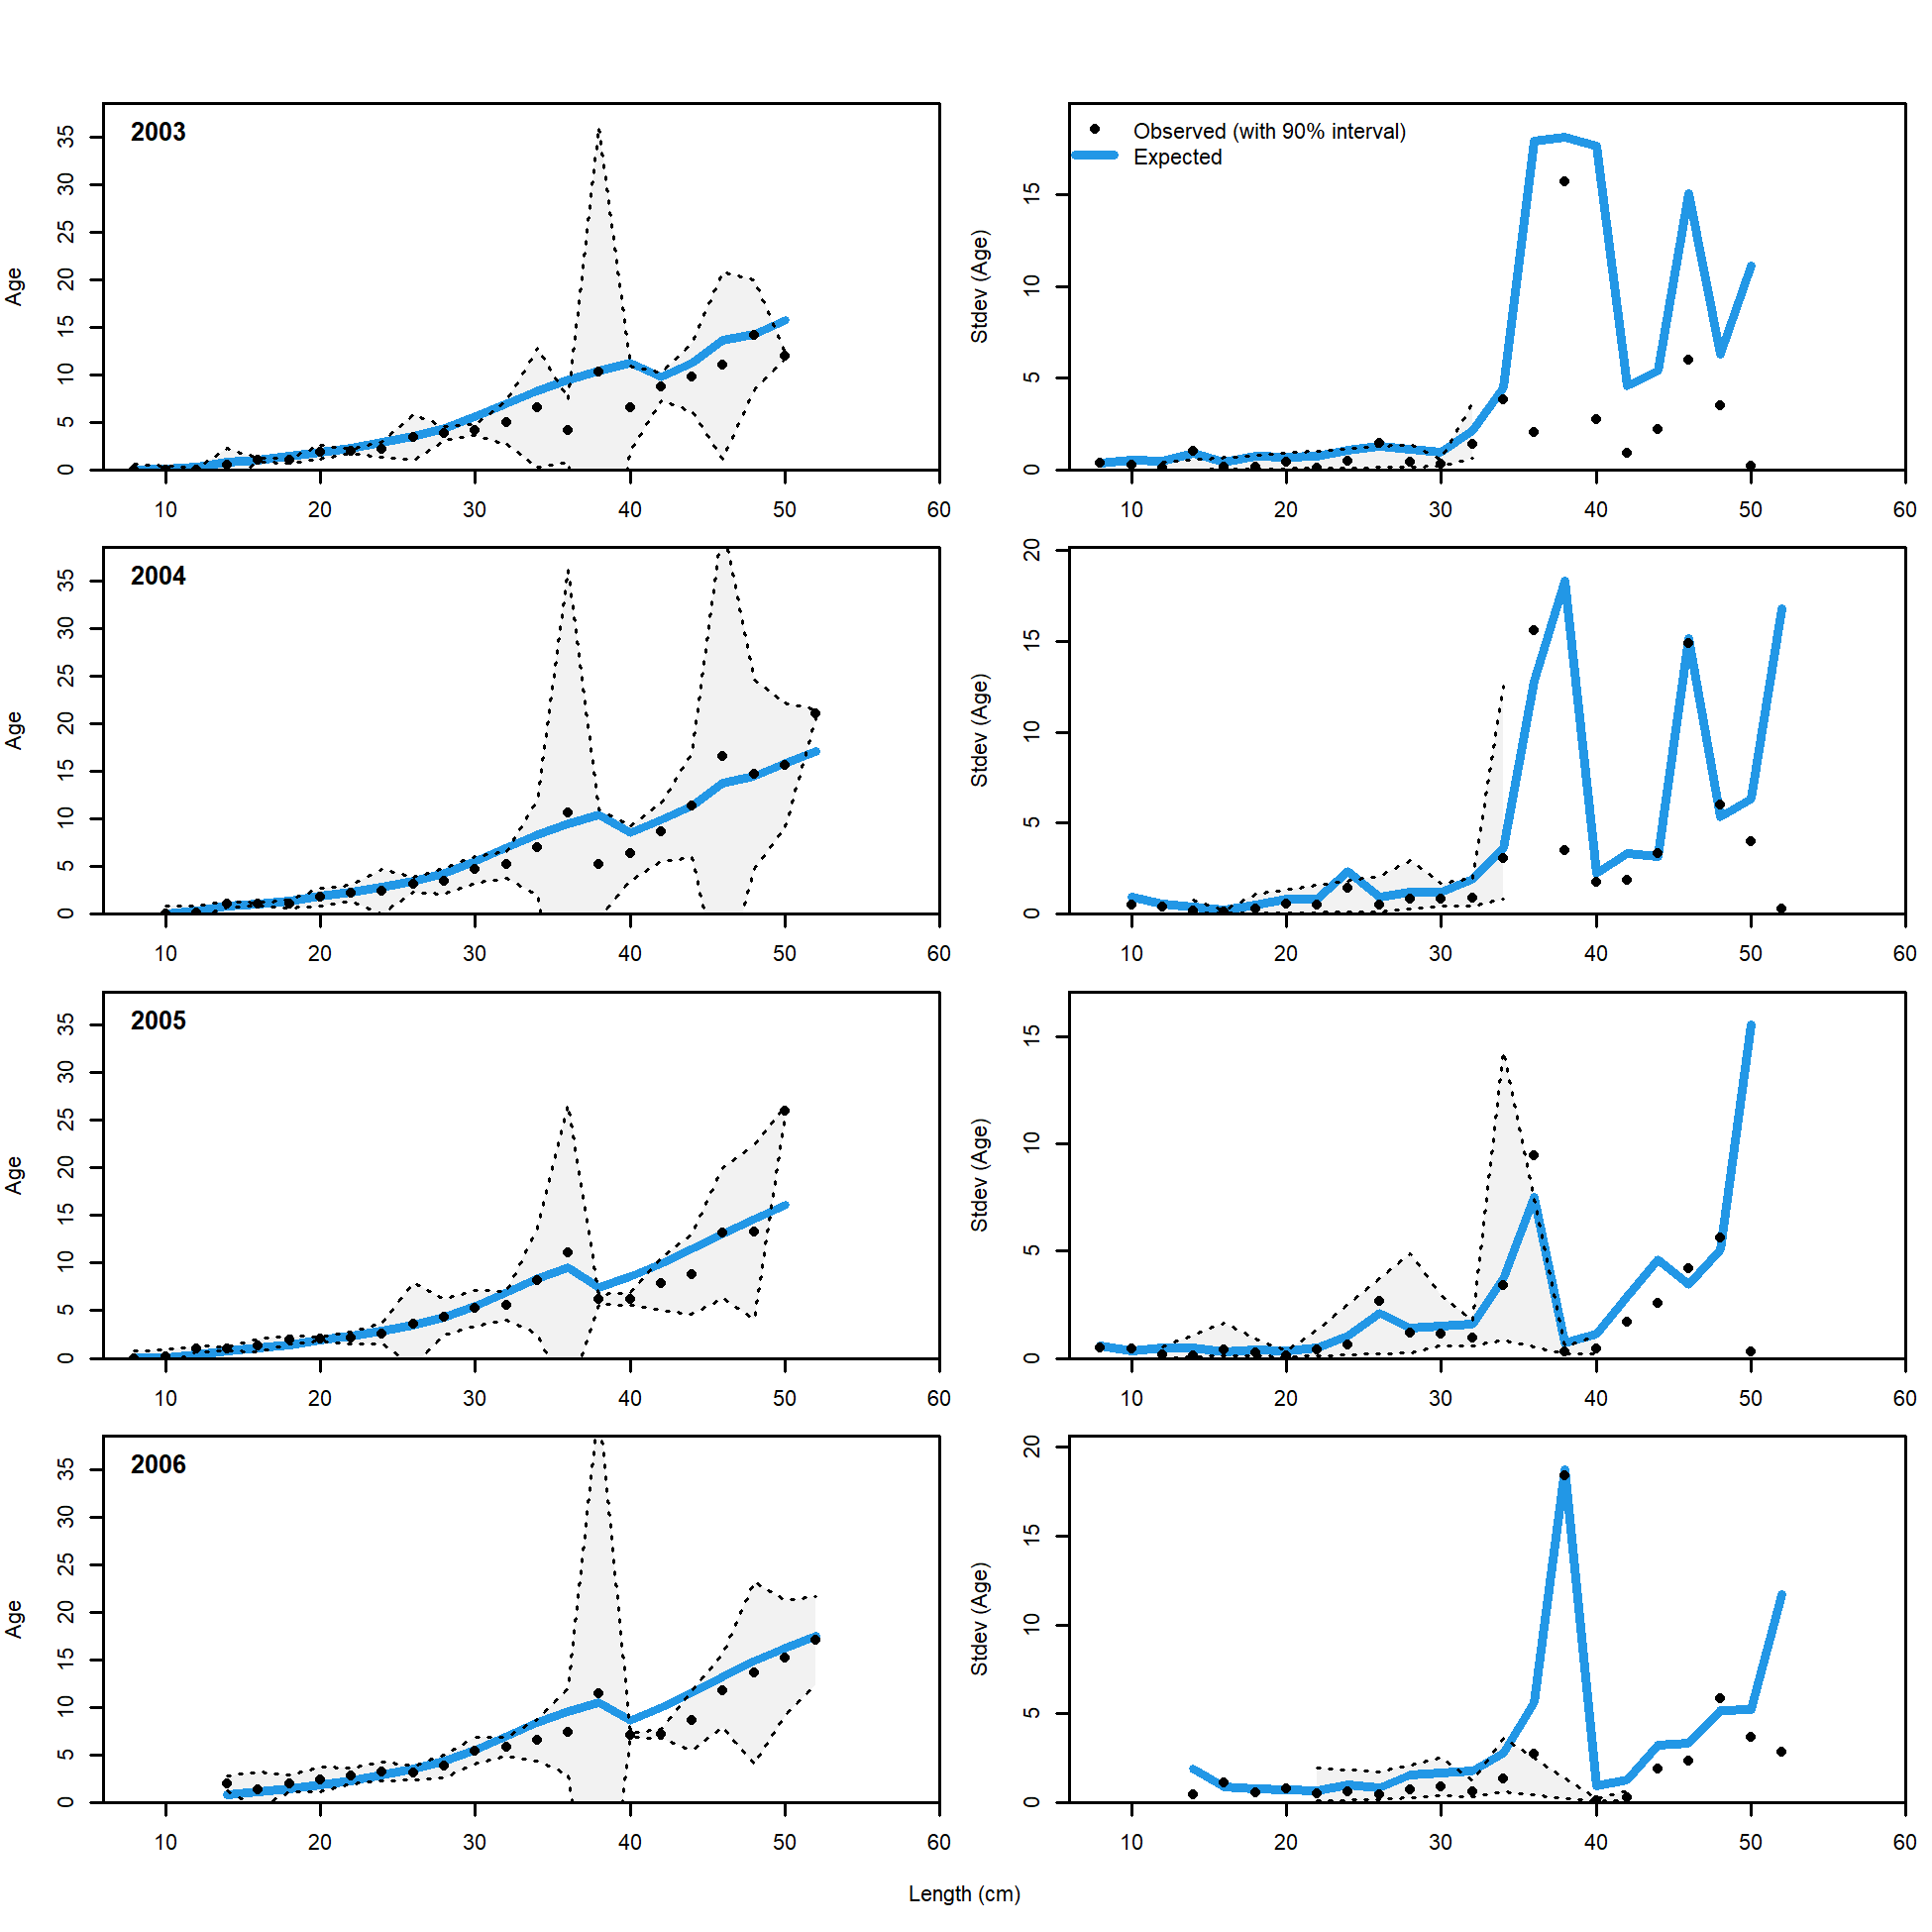 2003
Age
0 5 10 15 20 25 30 35
10 20 30 40 50 60
Observed (with 90% interval)
Expected
Stdev (Age)
0 5 10 15
10 20 30 40 50 60
2004
Age
0 5 10 15 20 25 30 35
10 20 30 40 50 60
Stdev (Age)
0 5 10 15 20
10 20 30 40 50 60
2005
Age
0 5 10 15 20 25 30 35
10 20 30 40 50 60
Stdev (Age)
0 5 10 15
10 20 30 40 50 60
2006
Age
0 5 10 15 20 25 30 35
10 20 30 40 50 60
Stdev (Age)
0 5 10 15 20
10 20 30 40 50 60
Length (cm)